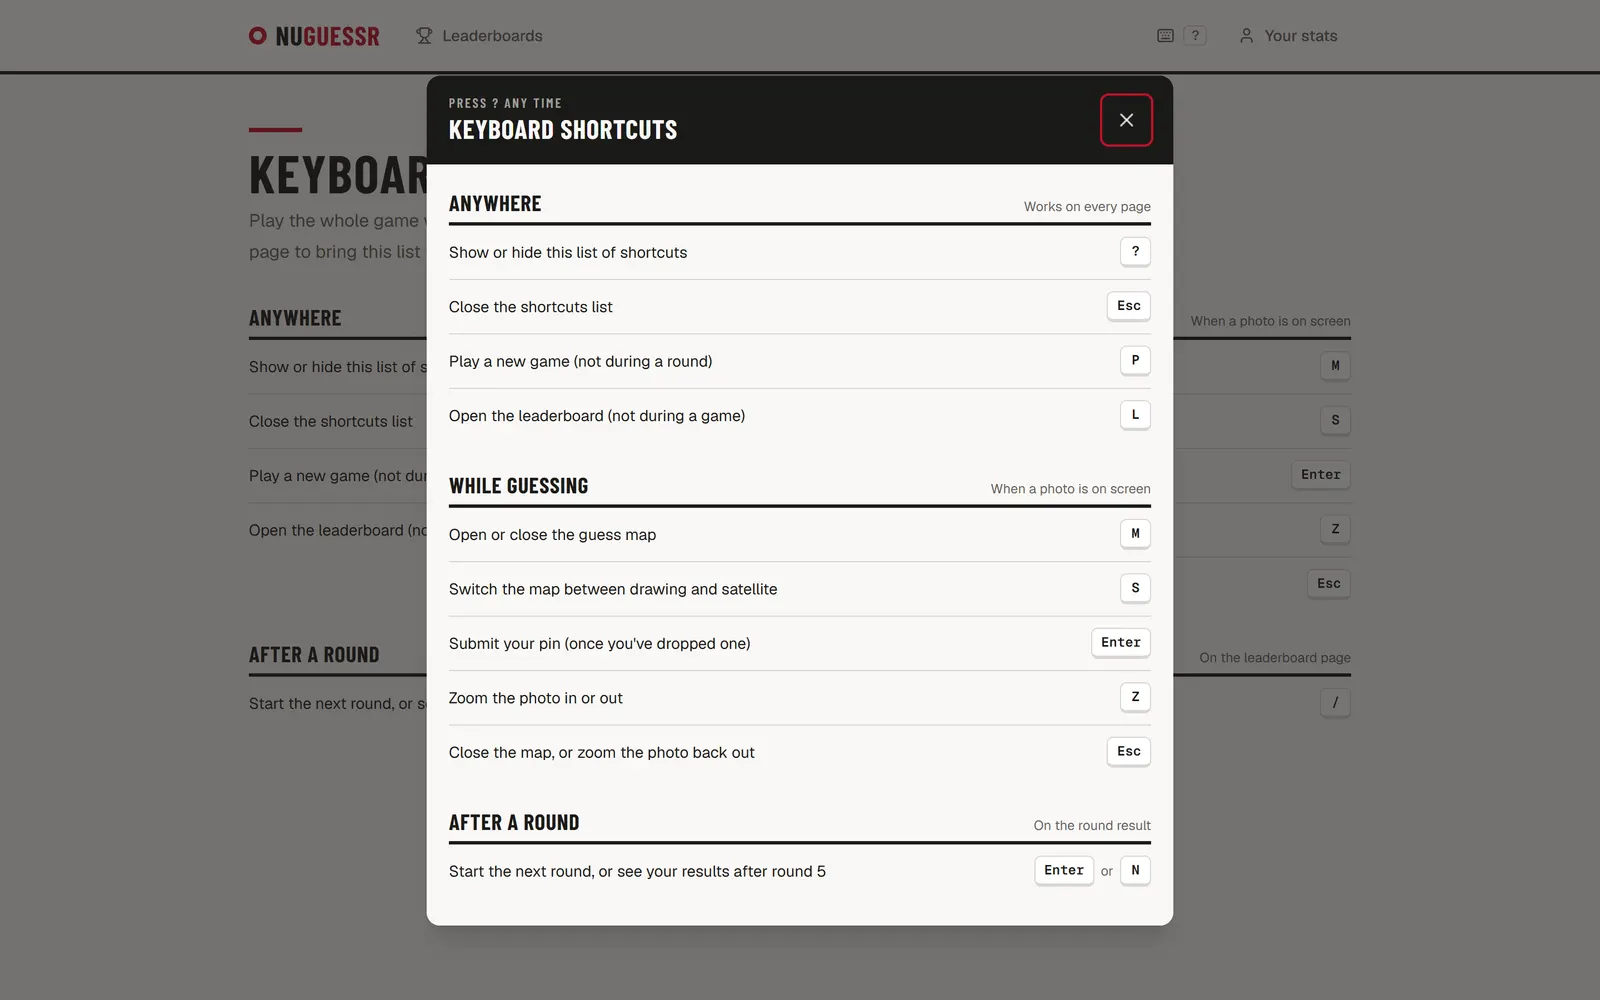 NUGUESSR
Leaderboards
?
Your stats
PRESS ? ANY TIME
KEYBOARD SHORTCUTS
ANYWHERE
Works on every page
Show or hide this list of shortcuts
?
Close the shortcuts list
Esc
Play a new game (not during a round)
P
Open the leaderboard (not during a game)
L
WHILE GUESSING
When a photo is on screen
Open or close the guess map
M
Switch the map between drawing and satellite
S
Submit your pin (once you've dropped one)
Enter
Zoom the photo in or out
Z
Close the map, or zoom the photo back out
Esc
AFTER A ROUND
On the round result
Start the next round, or see your results after round 5
Enter or N
KEYBOAR
Play the whole game
page to bring this list
ANYWHERE
Show or hide this list of s
Close the shortcuts list
Play a new game (not dur
Open the leaderboard (no
AFTER A ROUND
Start the next round, or s
When a photo is on screen
M
S
Enter
Z
Esc
On the leaderboard page
/